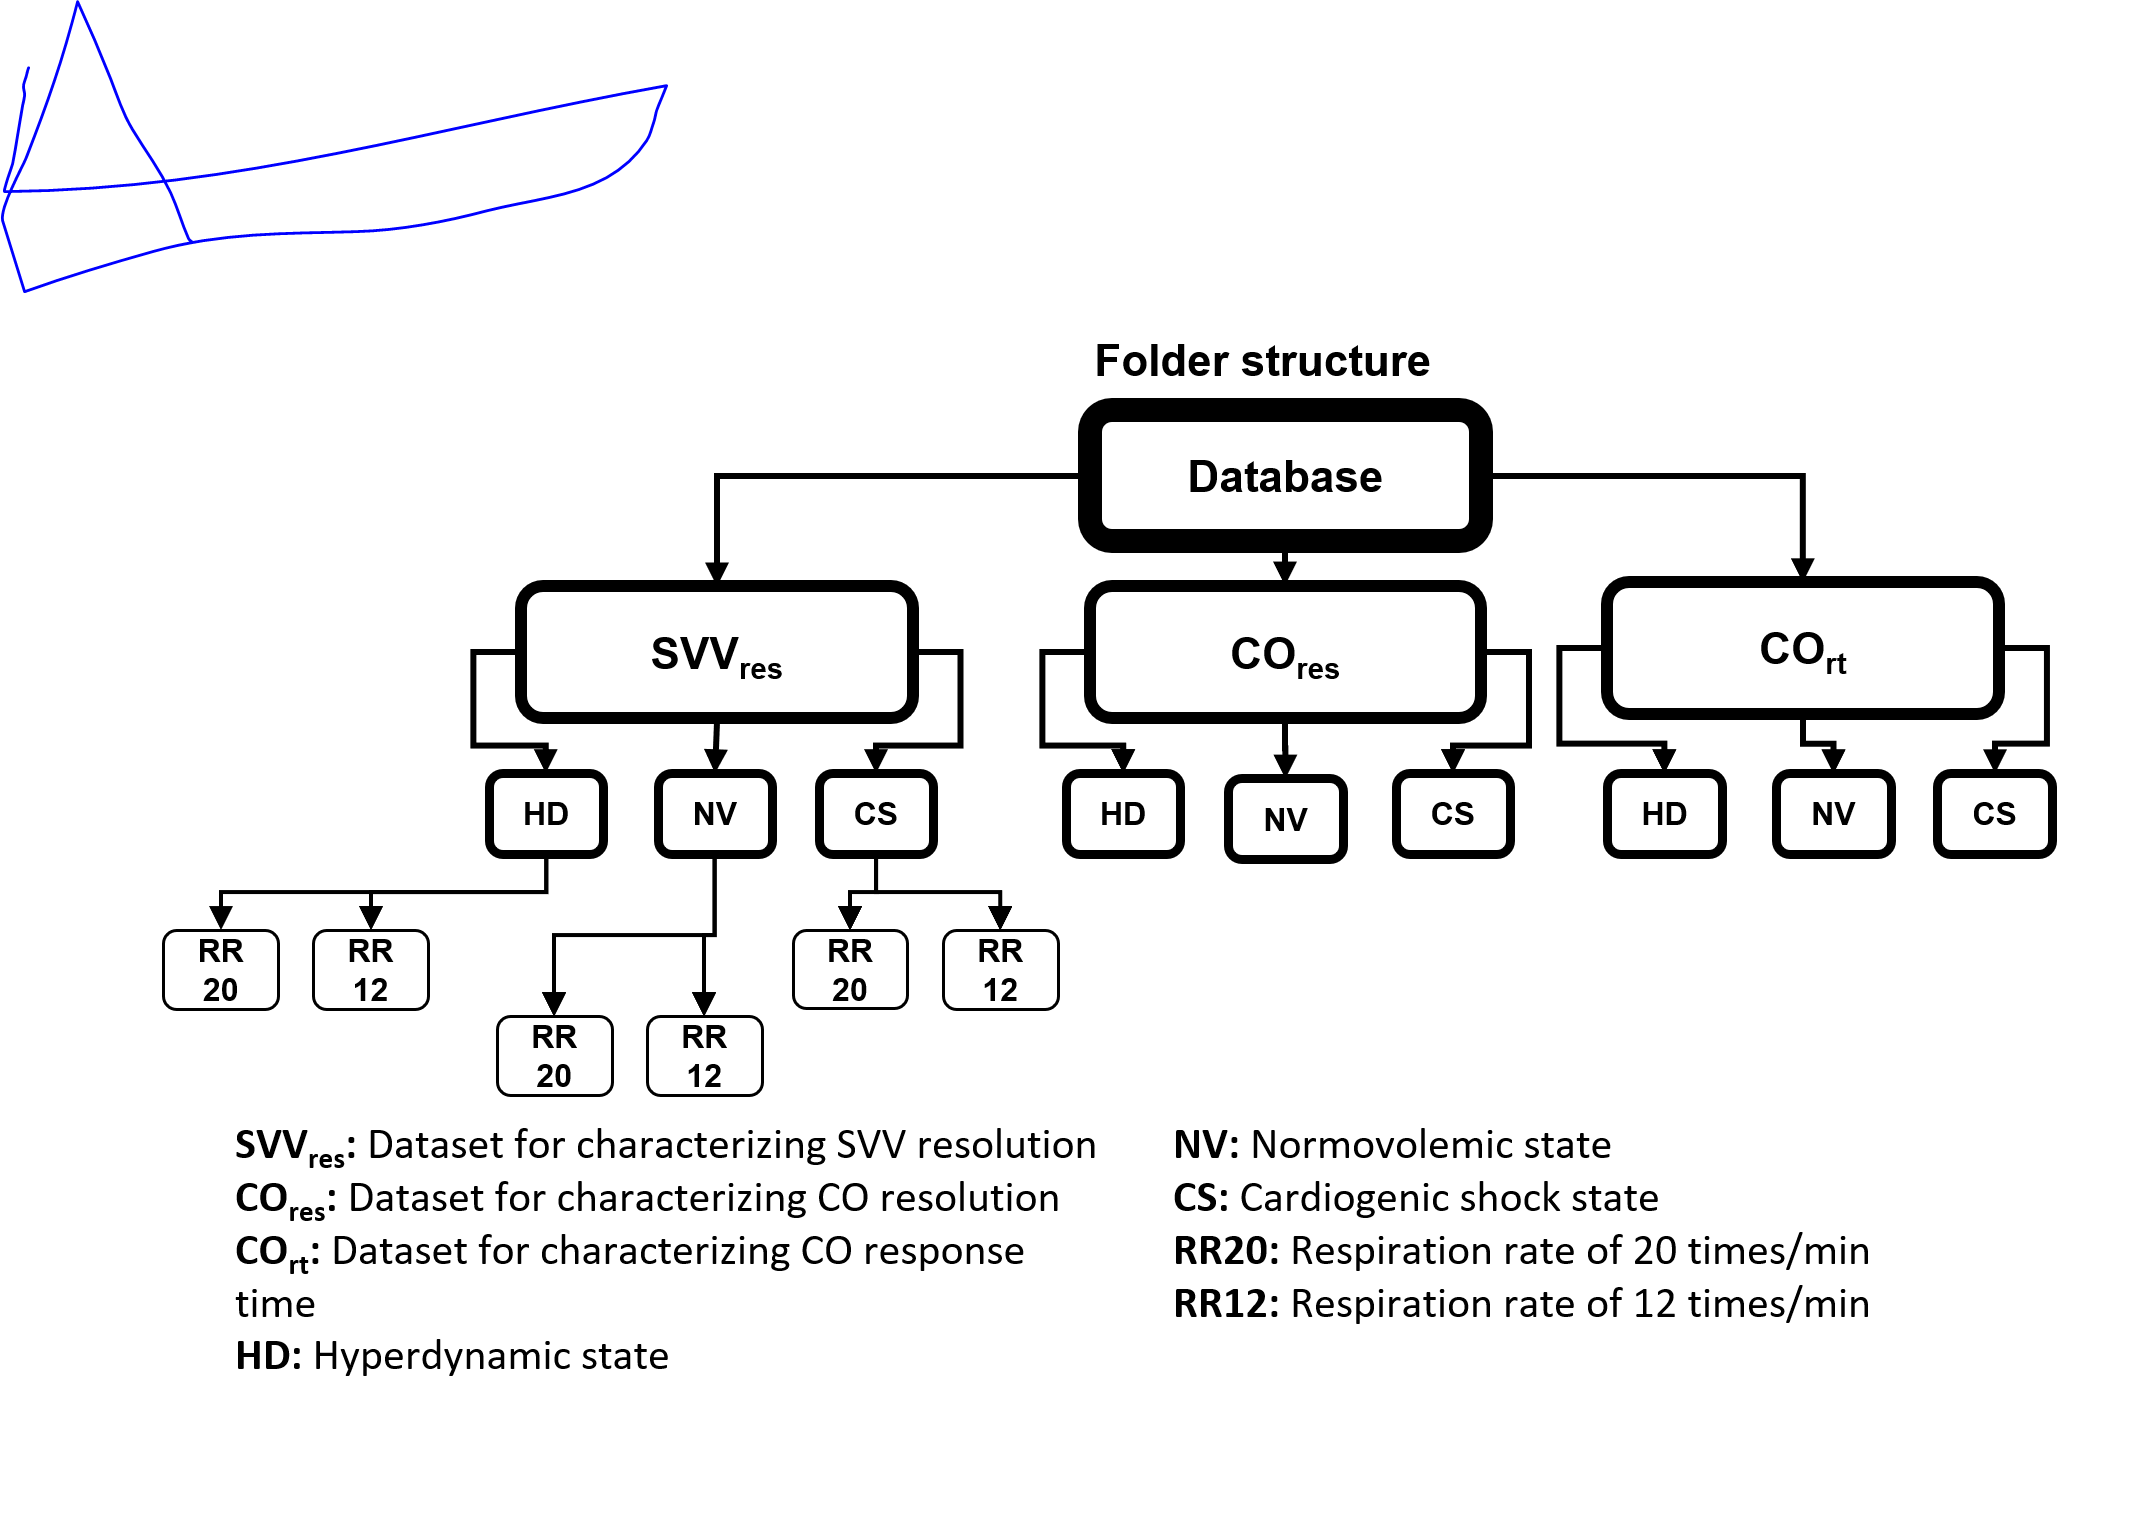 Folder structure
Database
SVVres
COres
COrt
HD
NV
CS
HD
NV
CS
HD
NV
CS
RR
20
RR
12
RR
20
RR
12
RR
20
RR
12
SVVres: Dataset for characterizing SVV resolution
COres: Dataset for characterizing CO resolution
COrt: Dataset for characterizing CO response
time
HD: Hyperdynamic state
NV: Normovolemic state
CS: Cardiogenic shock state
RR20: Respiration rate of 20 times/min
RR12: Respiration rate of 12 times/min